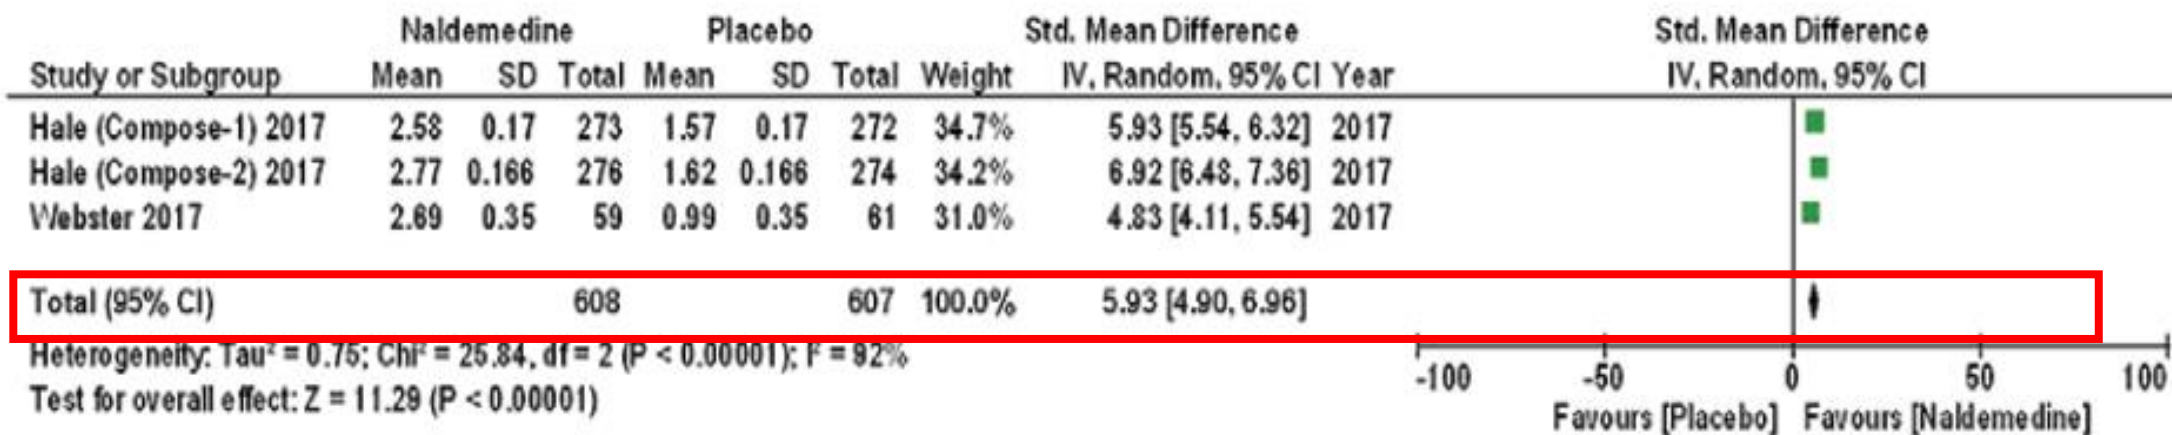 Naldemedine Placebo Std. Mean Difference Std. Mean Difference
Study or Subgroup Mean SD Total Mean SD Total Weight IV, Random, 95% CI Year IV, Random, 95% CI
Hale (Compose-1) 2017 2.58 0.17 273 1.57 0.17 272 34.7% 5.93 [5.54, 6.32] 2017
Hale (Compose-2) 2017 2.77 0.166 276 1.62 0.166 274 34.2% 6.92 [6.48, 7.36] 2017
Webster 2017 2.69 0.35 59 0.99 0.35 61 31.0% 4.83 [4.11, 5.54] 2017
Total (95% CI) 608 607 100.0% 5.93 [4.90, 6.96]
Heterogeneity: Tau² = 0.75; Chi² = 25.84, df = 2 (P < 0.00001); I² = 92%
Test for overall effect: Z = 11.29 (P < 0.00001)
-100 -50 0 50 100
Favours [Placebo] Favours [Naldemedine]